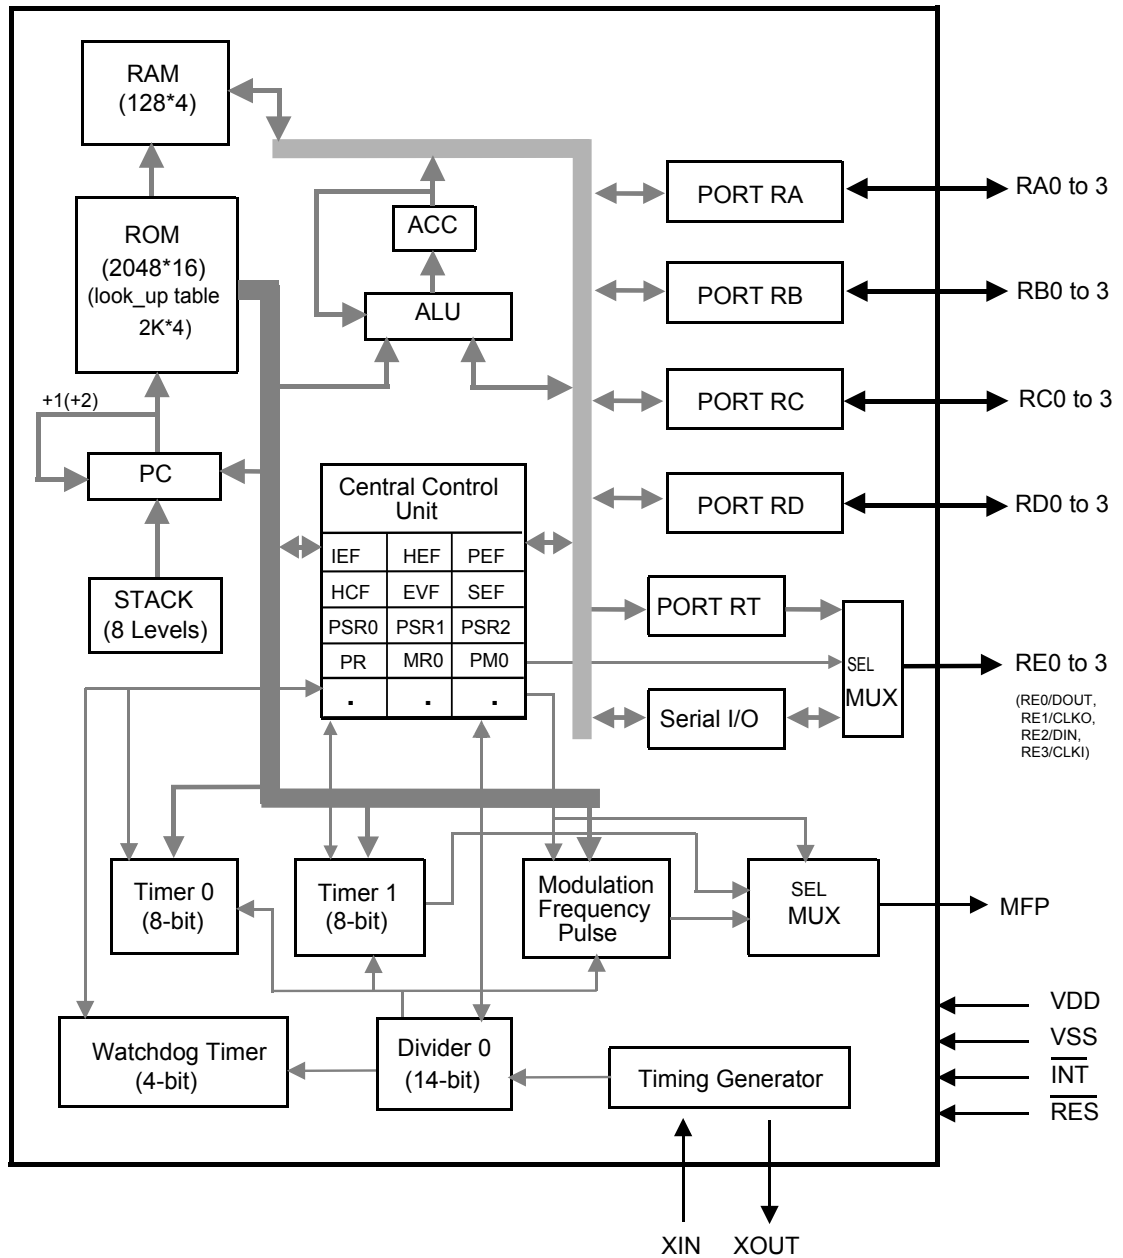 RAM
(128*4)
ROM
(2048*16)
(look_up table
2K*4)
+1(+2)
PC
STACK
(8 Levels)
ACC
ALU
Central Control
Unit
IEF HEF PEF
HCF EVF SEF
PSR0 PSR1 PSR2
PR MR0 PM0
. . .
PORT RA
RA0 to 3
PORT RB
RB0 to 3
PORT RC
RC0 to 3
PORT RD
RD0 to 3
PORT RT
Serial I/O
SEL
MUX
RE0 to 3
(RE0/DOUT,
RE1/CLKO,
RE2/DIN,
RE3/CLKI)
Timer 0
(8-bit)
Timer 1
(8-bit)
Modulation
Frequency
Pulse
SEL
MUX
MFP
Watchdog Timer
(4-bit)
Divider 0
(14-bit)
Timing Generator
VDD
VSS
INT
RES
XIN XOUT